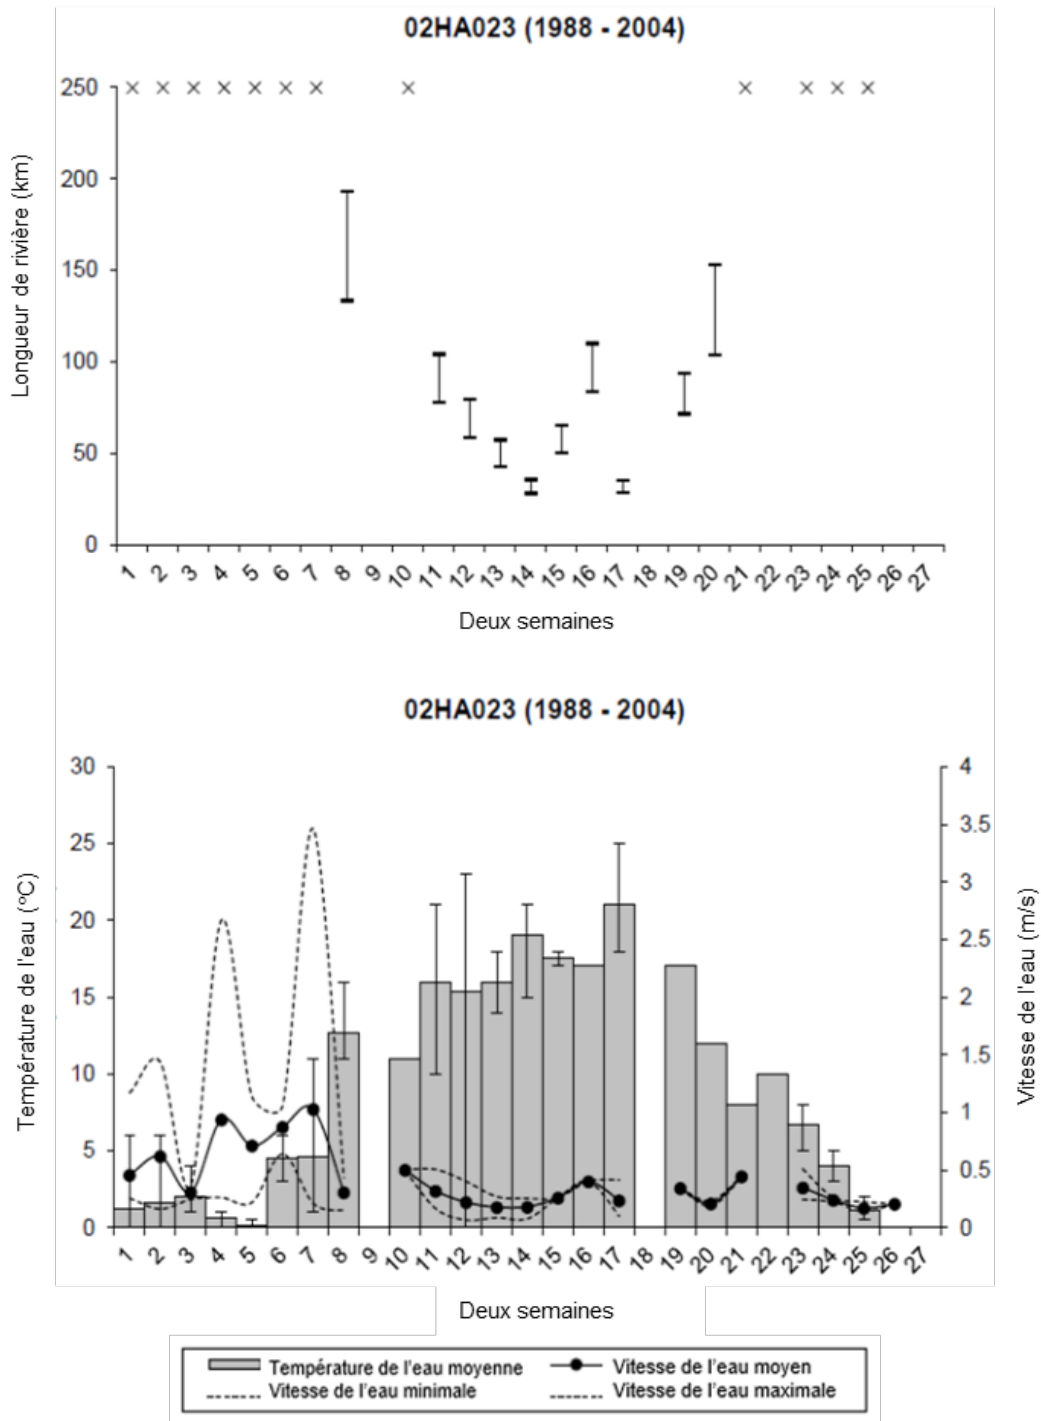 02HA023 (1988 - 2004)
Longueur de rivière (km)
250
200
150
100
50
0
1 2 3 4 5 6 7 8 9 10 11 12 13 14 15 16 17 18 19 20 21 22 23 24 25 26 27
Deux semaines
02HA023 (1988 - 2004)
Température de l'eau (°C)
30
25
20
15
10
5
0
4
3.5
3
2.5
2
1.5
1
0.5
0
Vitesse de l'eau (m/s)
1 2 3 4 5 6 7 8 9 10 11 12 13 14 15 16 17 18 19 20 21 22 23 24 25 26 27
Deux semaines
Température de l'eau moyenne
Vitesse de l'eau moyen
Vitesse de l'eau minimale
Vitesse de l'eau maximale